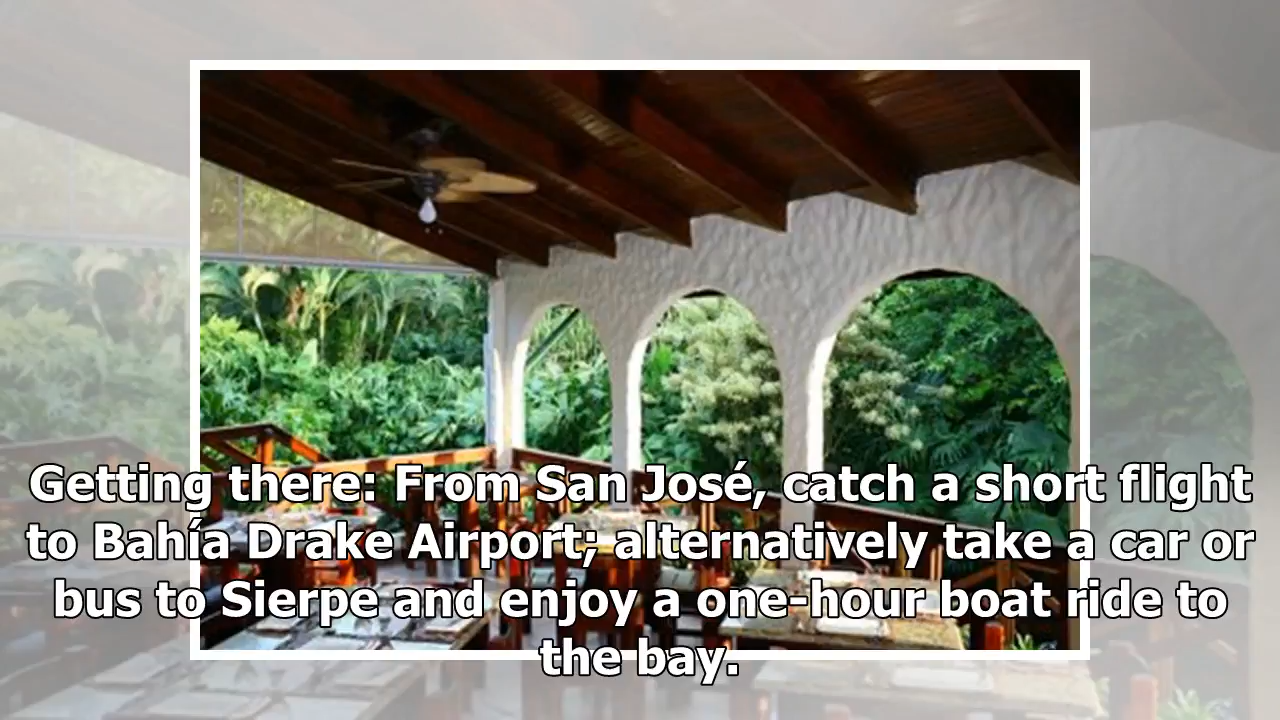 Getting there: From San José, catch a short flight
to Bahía Drake Airport; alternatively take a car or
bus to Sierpe and enjoy a one-hour boat ride to
the bay.